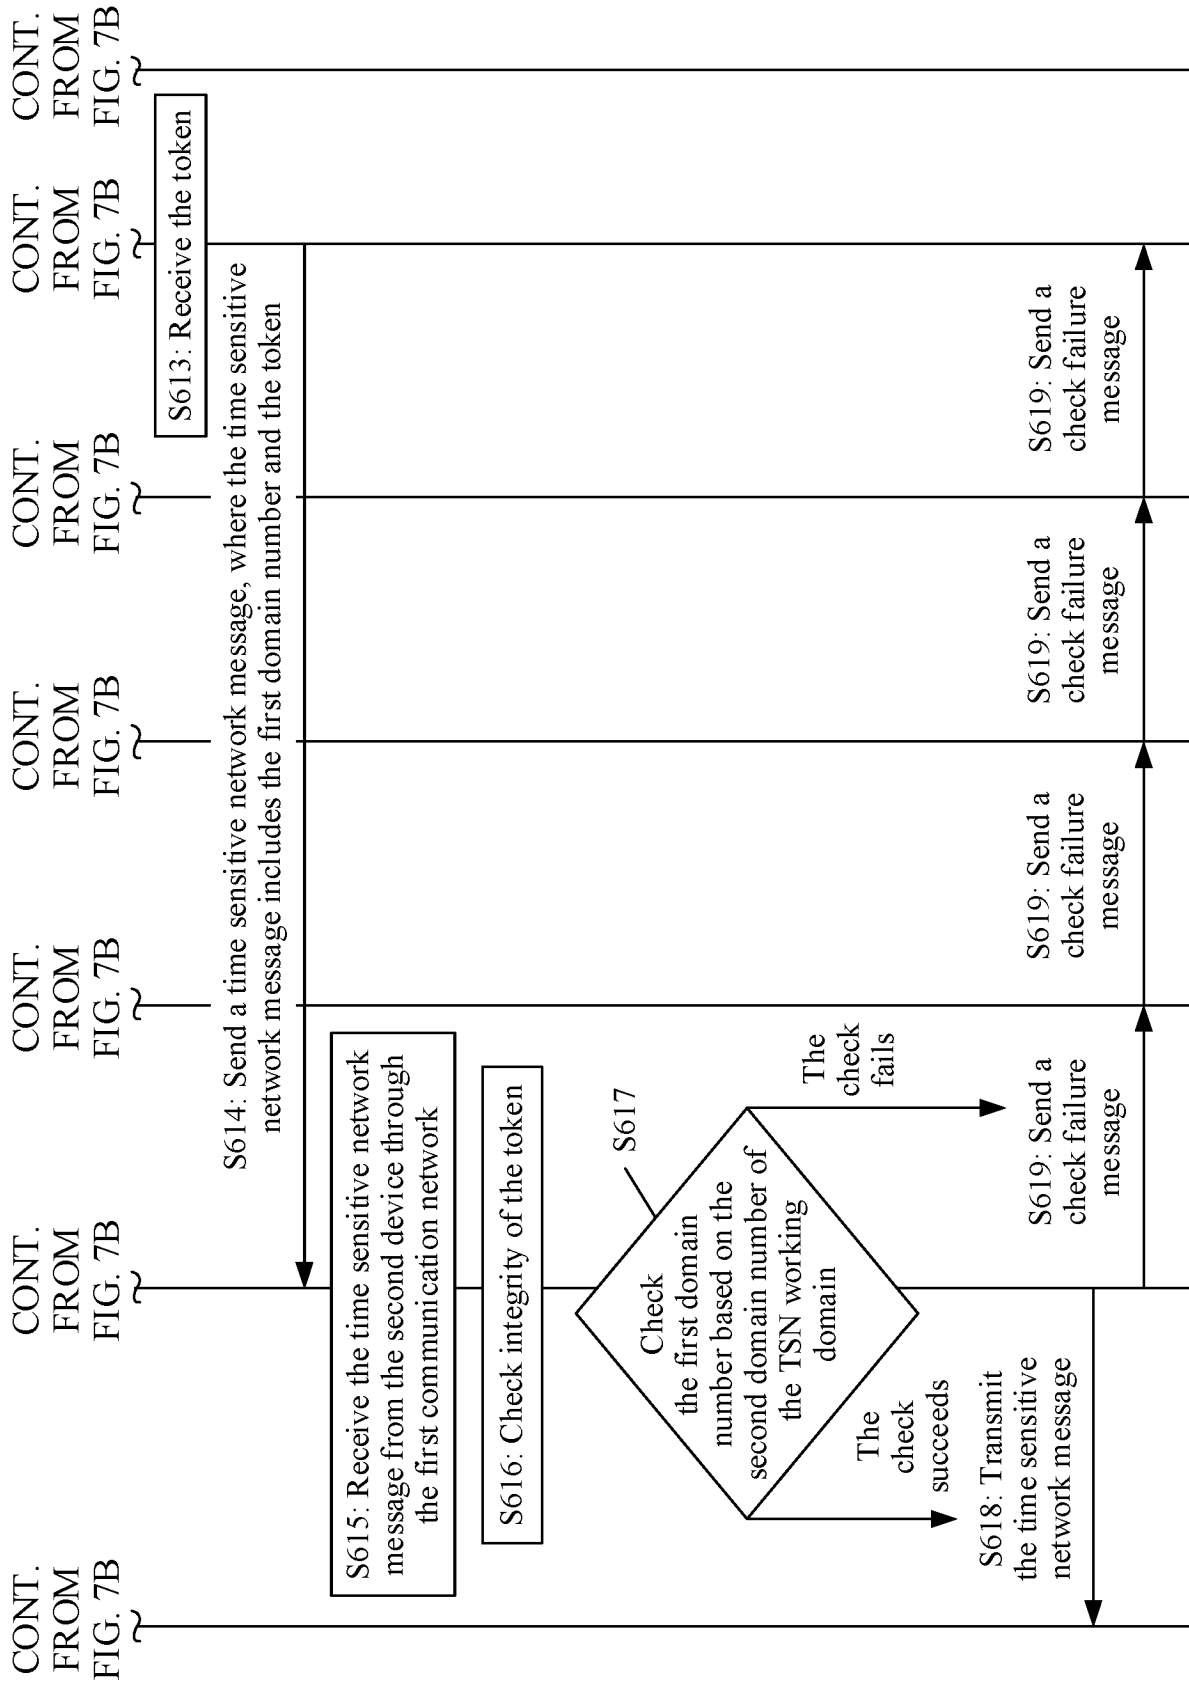 CONT.
FROM
FIG. 7B
CONT.
FROM
FIG. 7B
CONT.
FROM
FIG. 7B
CONT.
FROM
FIG. 7B
CONT.
FROM
FIG. 7B
CONT.
FROM
FIG. 7B
CONT.
FROM
FIG. 7B
S613: Receive the token
S614: Send a time sensitive network message, where the time sensitive
network message includes the first domain number and the token
S615: Receive the time sensitive network
message from the second device through
the first communication network
S616: Check integrity of the token
S617
Check
the first domain
number based on the
second domain number of
the TSN working
domain
The
check
succeeds
The
check
fails
S618: Transmit
the time sensitive
network message
S619: Send a
check failure
message
S619: Send a
check failure
message
S619: Send a
check failure
message
S619: Send a
check failure
message